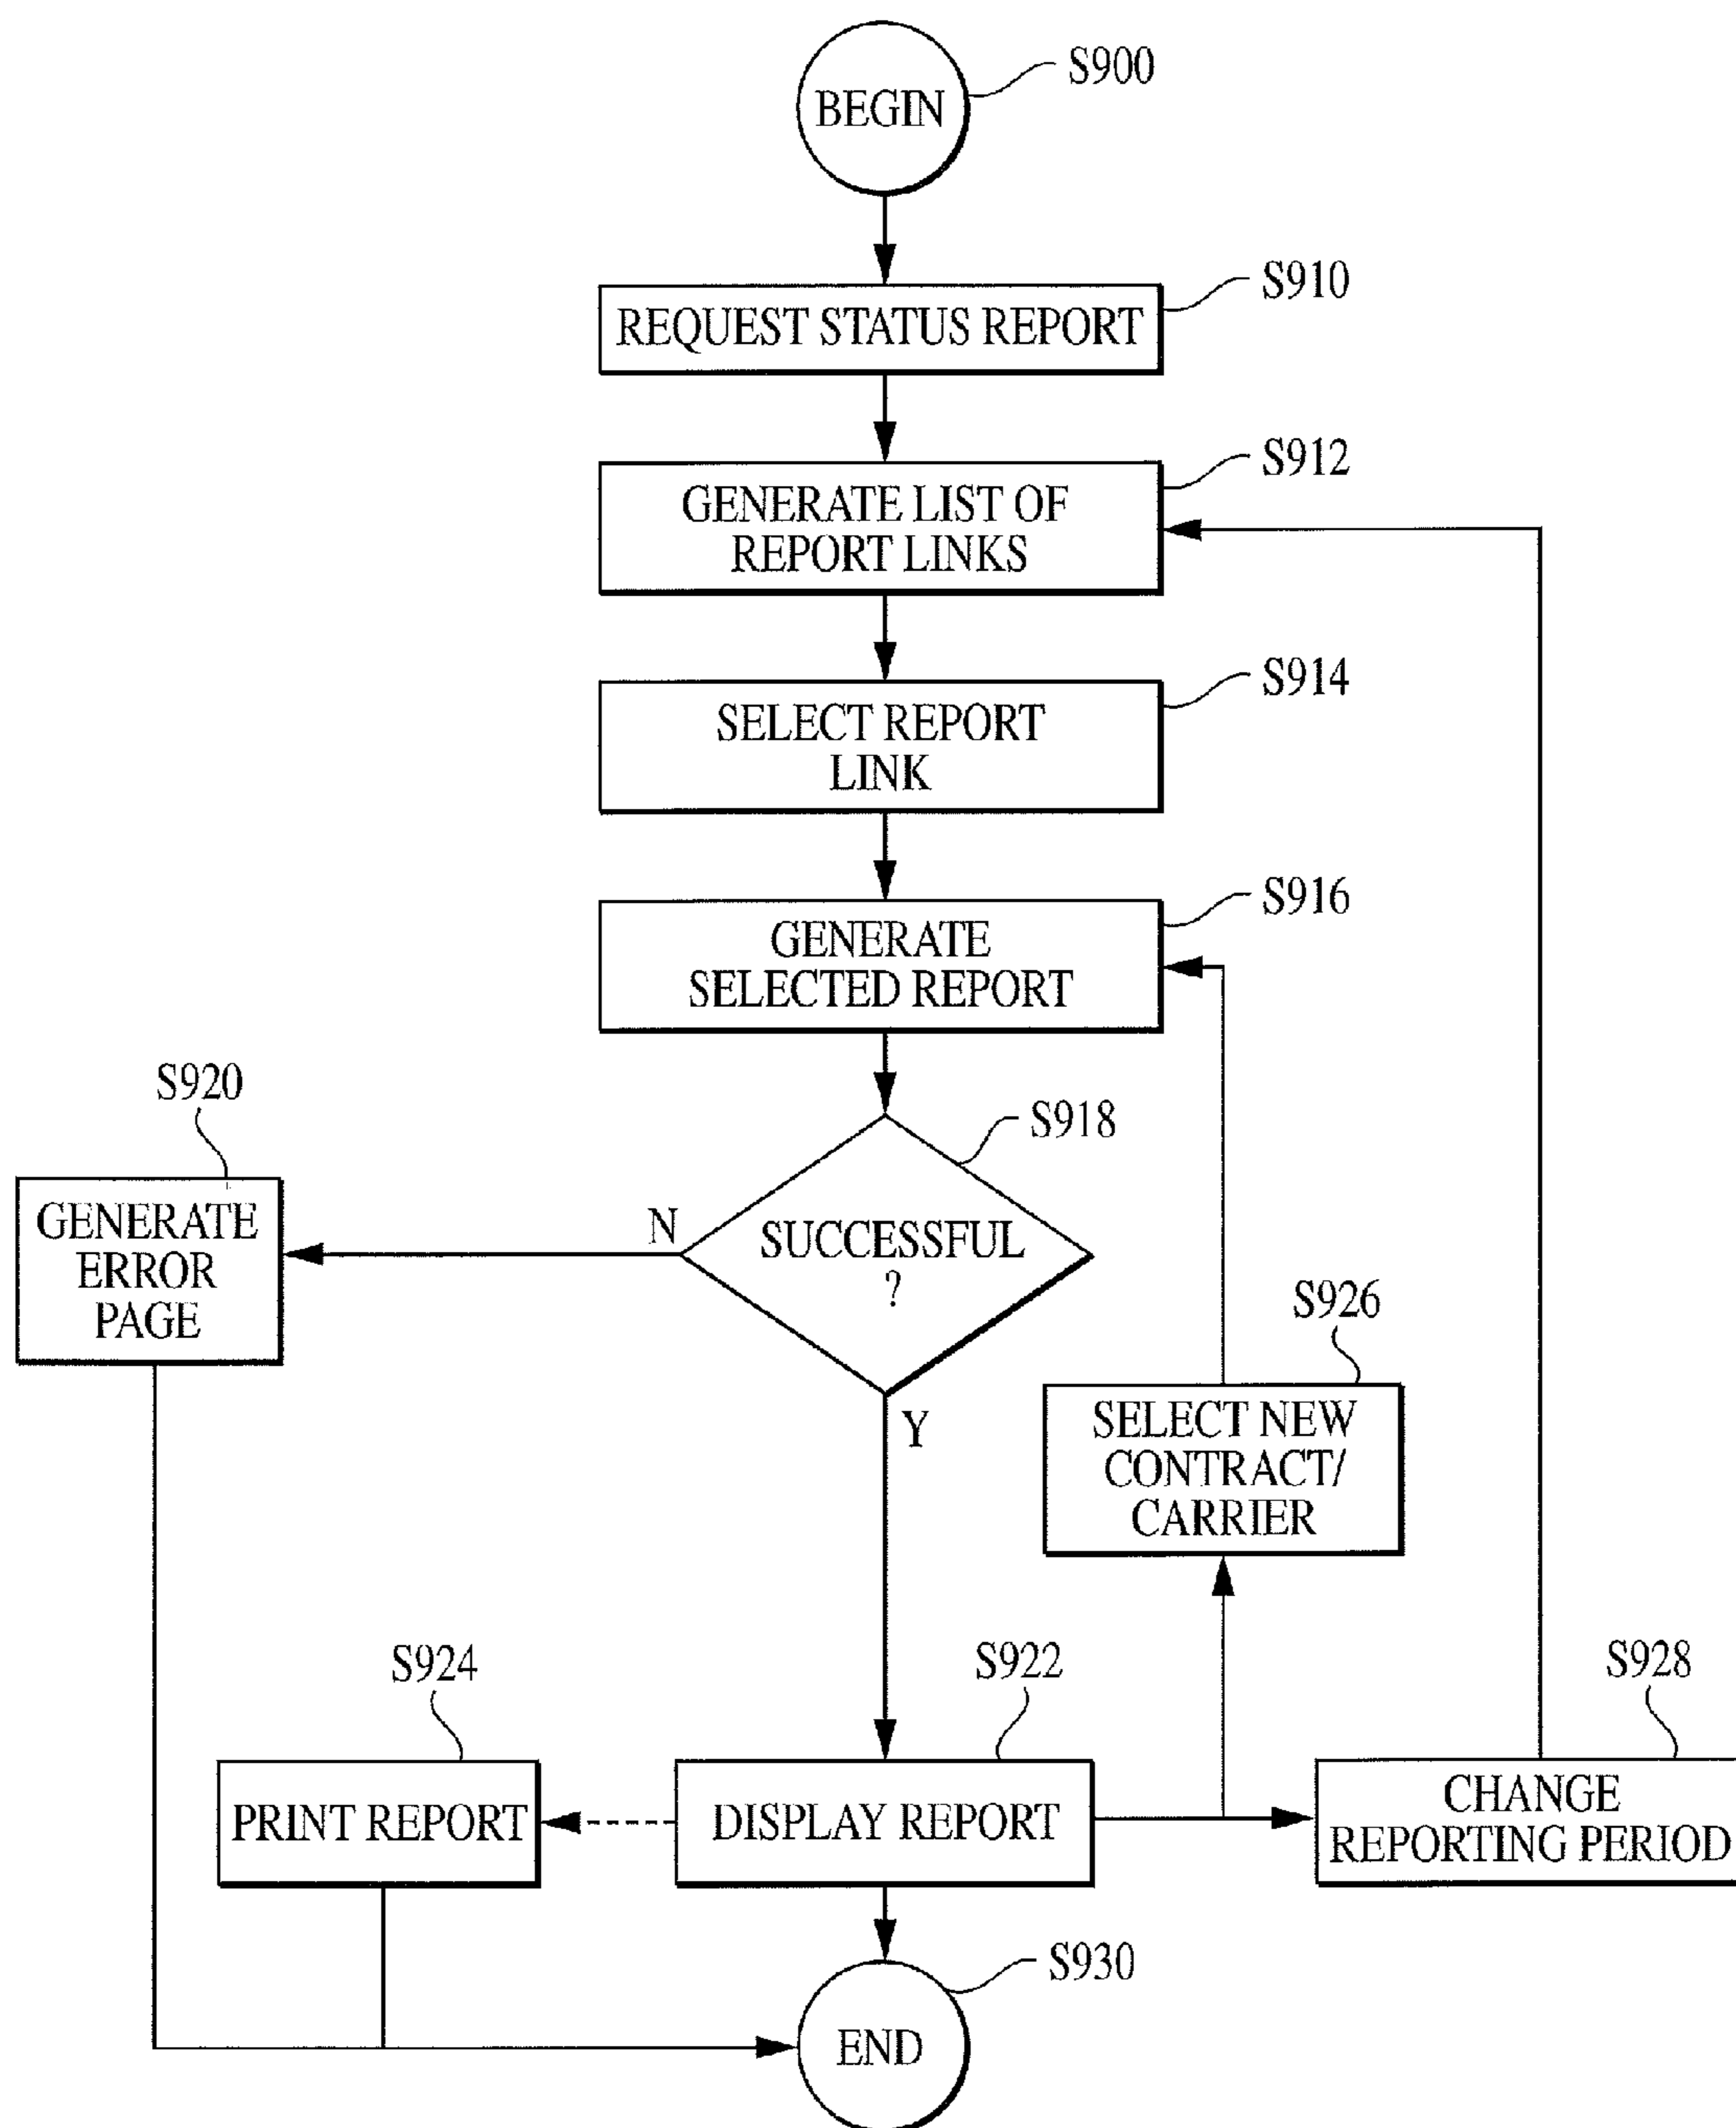 BEGIN
S900
REQUEST STATUS REPORT
S910
GENERATE LIST OF
REPORT LINKS
S912
SELECT REPORT
LINK
S914
GENERATE
SELECTED REPORT
S916
SUCCESSFUL
?
S918
N
Y
S920
GENERATE
ERROR
PAGE
S926
SELECT NEW
CONTRACT/
CARRIER
S924
PRINT REPORT
S922
DISPLAY REPORT
S928
CHANGE
REPORTING PERIOD
S930
END